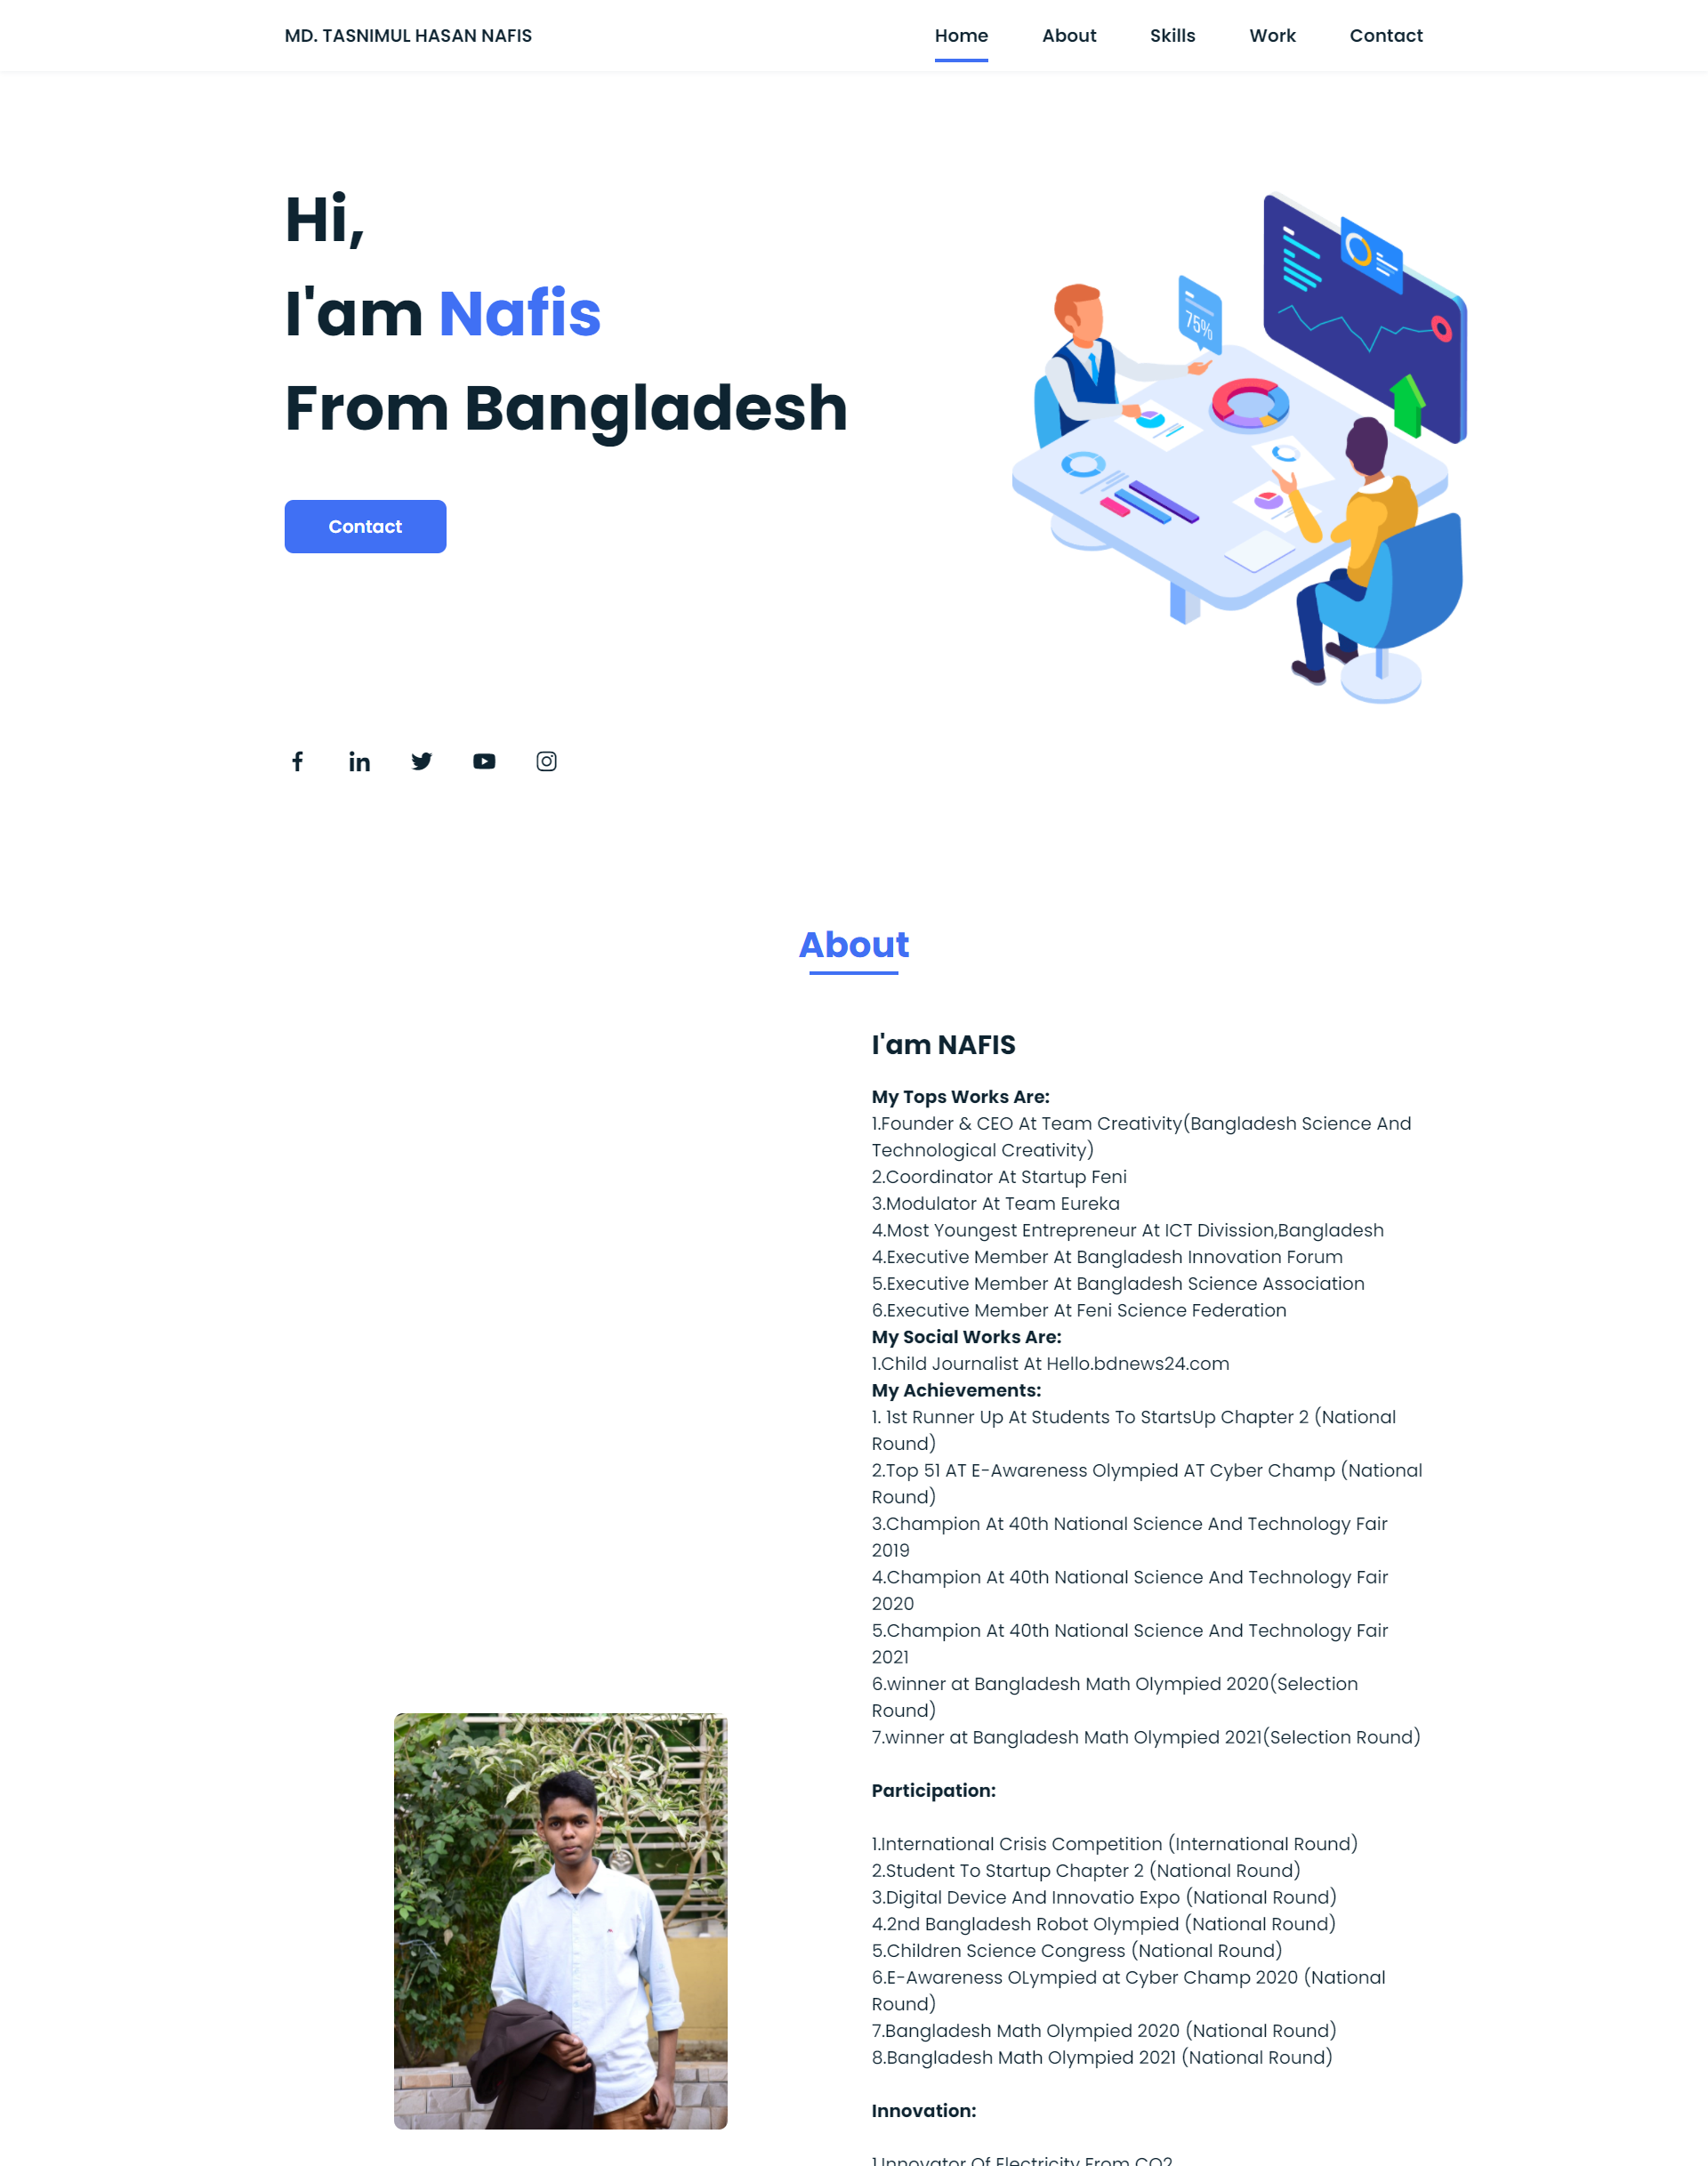 MD. TASNIMUL HASAN NAFIS
Home
About
Skills
Work
Contact
Hi,
I'am Nafis
From Bangladesh
Contact
75%
About
I'am NAFIS
My Tops Works Are:
1.Founder & CEO At Team Creativity(Bangladesh Science And
Technological Creativity)
2.Coordinator At Startup Feni
3.Modulator At Team Eureka
4.Most Youngest Entrepreneur At ICT Divission,Bangladesh
4.Executive Member At Bangladesh Innovation Forum
5.Executive Member At Bangladesh Science Association
6.Executive Member At Feni Science Federation
My Social Works Are:
1.Child Journalist At Hello.bdnews24.com
My Achievements:
1. 1st Runner Up At Students To StartsUp Chapter 2 (National
Round)
2.Top 51 AT E-Awareness Olympied AT Cyber Champ (National
Round)
3.Champion At 40th National Science And Technology Fair
2019
4.Champion At 40th National Science And Technology Fair
2020
5.Champion At 40th National Science And Technology Fair
2021
6.winner at Bangladesh Math Olympied 2020(Selection
Round)
7.winner at Bangladesh Math Olympied 2021(Selection Round)
Participation:
1.International Crisis Competition (International Round)
2.Student To Startup Chapter 2 (National Round)
3.Digital Device And Innovatio Expo (National Round)
4.2nd Bangladesh Robot Olympied (National Round)
5.Children Science Congress (National Round)
6.E-Awareness OLympied at Cyber Champ 2020 (National
Round)
7.Bangladesh Math Olympied 2020 (National Round)
8.Bangladesh Math Olympied 2021 (National Round)
Innovation:
1.Innovator Of Electricity From CO2